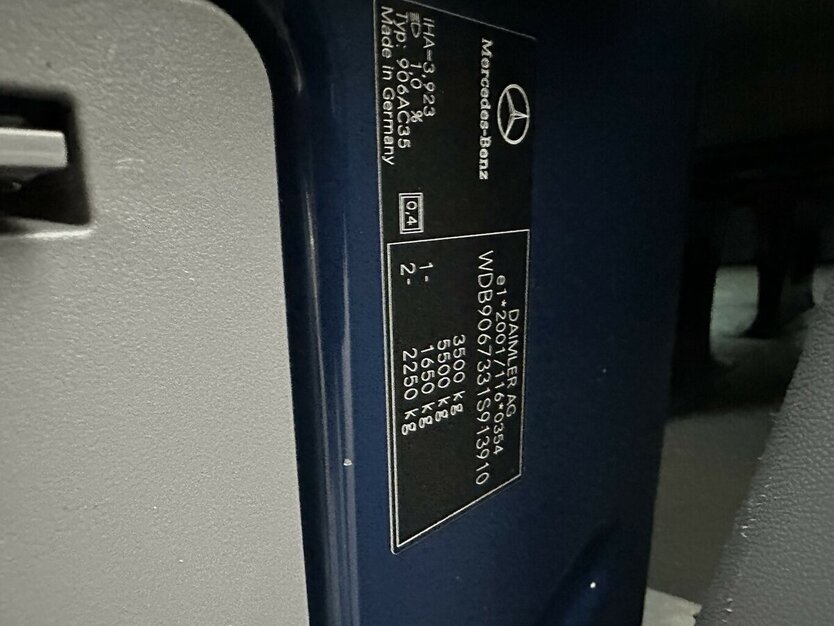 Mercedes-Benz
iHA=3,923
1,0 %
Typ: 906AC35
Made in Germany
0,4
DAIMLER AG
e1*2001/116*0354
WDB9067331S913910
3500 kg
5500 kg
1- 1650 kg
2- 2250 kg